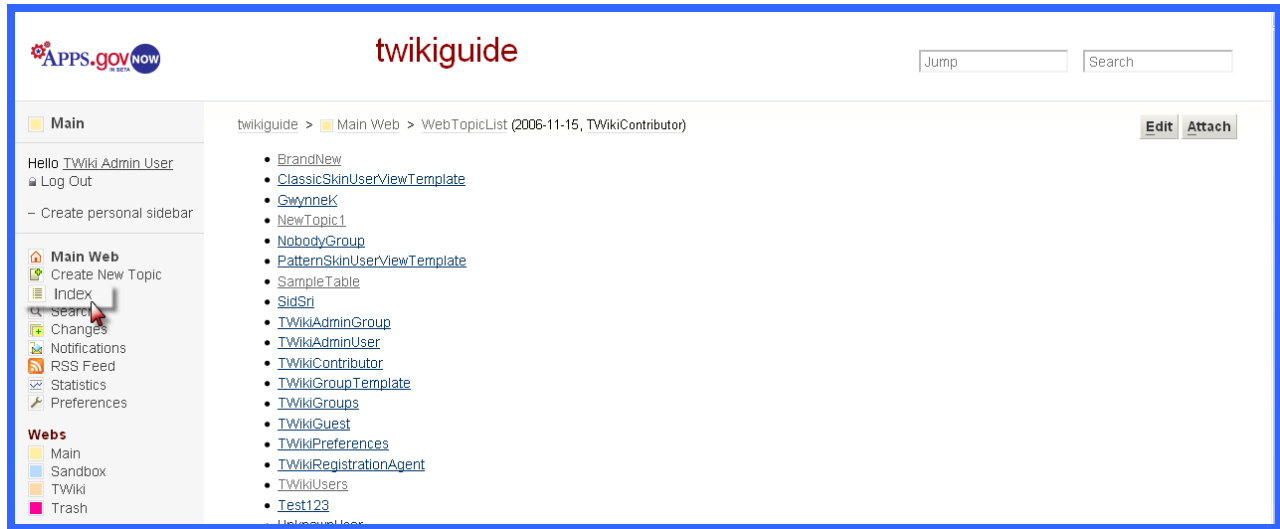 APPS.gov NOW
IN BETA
twikiguide
Jump
Search
Main
Hello TWiki Admin User
Log Out
– Create personal sidebar
Main Web
Create New Topic
Index
Search
Changes
Notifications
RSS Feed
Statistics
Preferences
Webs
Main
Sandbox
TWiki
Trash
twikiguide > Main Web > WebTopicList (2006-11-15, TWikiContributor)
Edit Attach
• BrandNew
• ClassicSkinUserViewTemplate
• GwynneK
• NewTopic1
• NobodyGroup
• PatternSkinUserViewTemplate
• SampleTable
• SidSri
• TWikiAdminGroup
• TWikiAdminUser
• TWikiContributor
• TWikiGroupTemplate
• TWikiGroups
• TWikiGuest
• TWikiPreferences
• TWikiRegistrationAgent
• TWikiUsers
• Test123
• UnknownUser